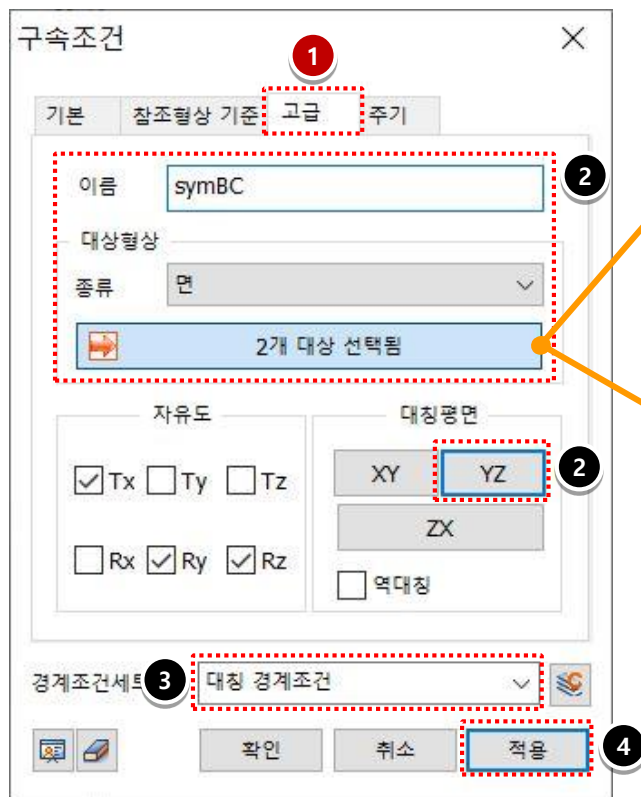 구속조건
1
기본 참조형상 기준 고급 주기
이름 symBC 2
대상형상
종류 면
2개 대상 선택됨
자유도 대칭평면
XY YZ 2
Tx Ty Tz
ZX
Rx Ry Rz
역대칭
경계조건세트 3 대칭 경계조건
확인 취소 적용 4